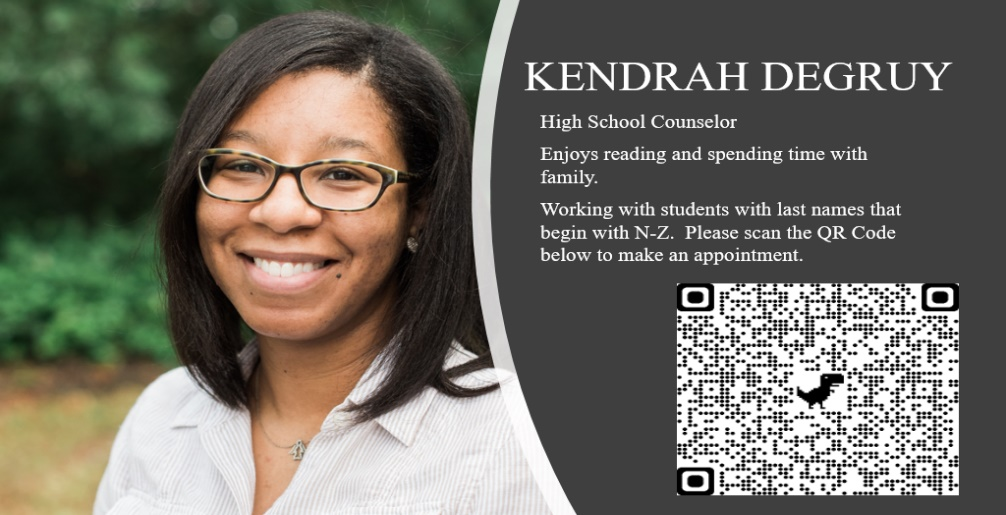 KENDRAH DEGRUY
High School Counselor
Enjoys reading and spending time with
family.
Working with students with last names that
begin with N-Z.  Please scan the QR Code
below to make an appointment.